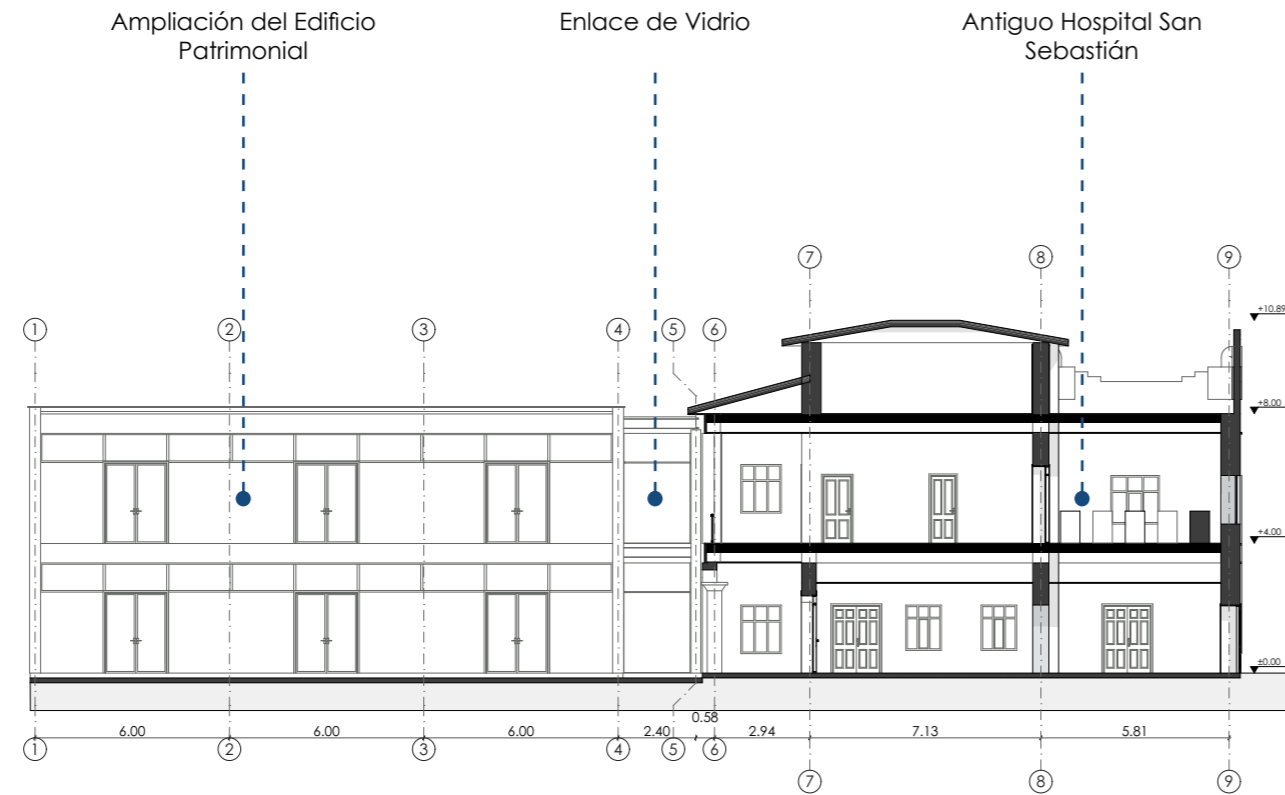 Ampliación del Edificio
Patrimonial
Enlace de Vidrio
Antiguo Hospital San
Sebastián
7 8 9
1 2 3 4 5 6
+10.89
+8.00
+4.00
±0.00
6.00 6.00 6.00 2.40 0.58 2.94 7.13 5.81
1 2 3 4 5 6
7 8 9